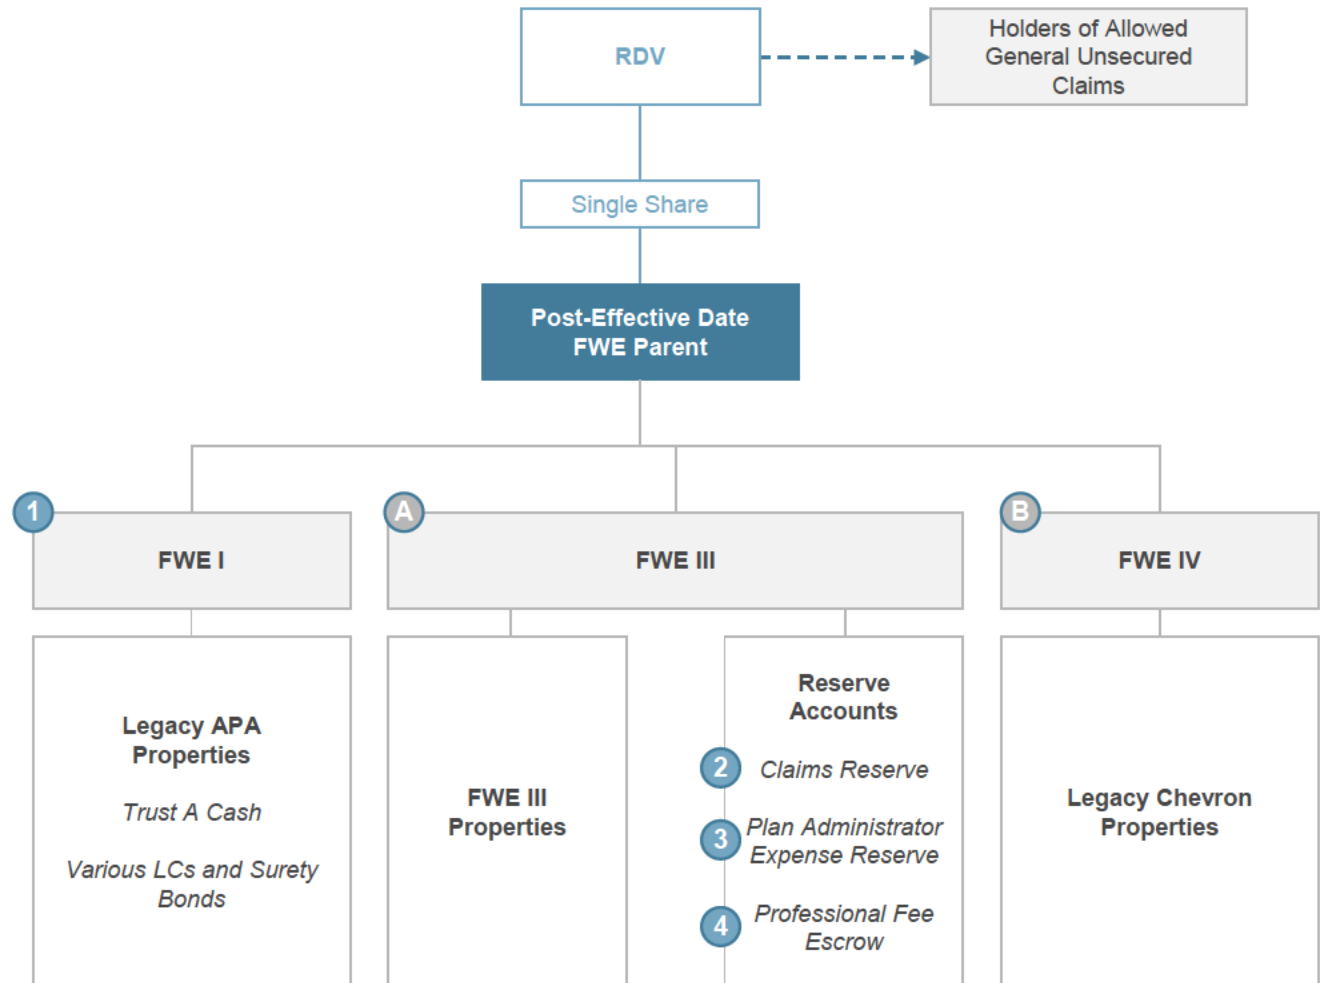 RDV
Holders of Allowed
General Unsecured
Claims
Single Share
Post-Effective Date
FWE Parent
1
FWE I
A
FWE III
B
FWE IV
Legacy APA
Properties
Trust A Cash
Various LCs and Surety
Bonds
FWE III
Properties
Reserve
Accounts
2 Claims Reserve
3 Plan Administrator
Expense Reserve
4 Professional Fee
Escrow
Legacy Chevron
Properties